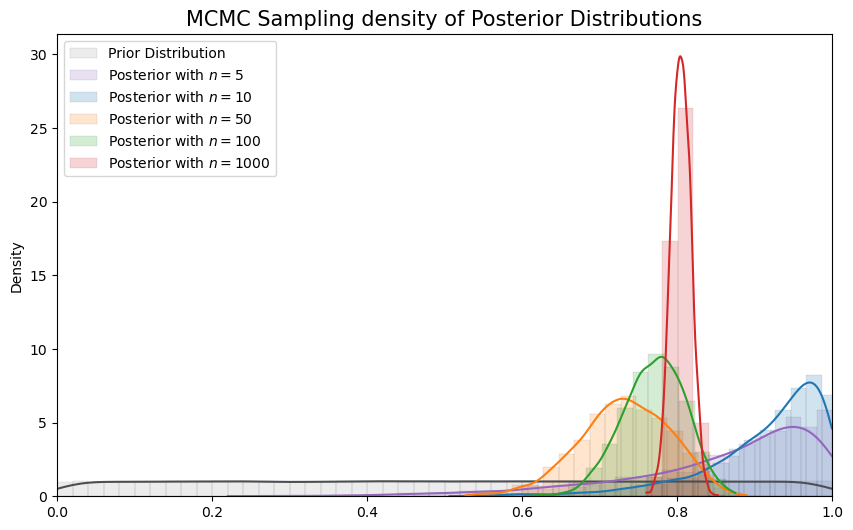 MCMC Sampling density of Posterior Distributions
30
25
20
15
10
5
0
Density
Prior Distribution
Posterior with n = 5
Posterior with n = 10
Posterior with n = 50
Posterior with n = 100
Posterior with n = 1000
0.0 0.2 0.4 0.6 0.8 1.0